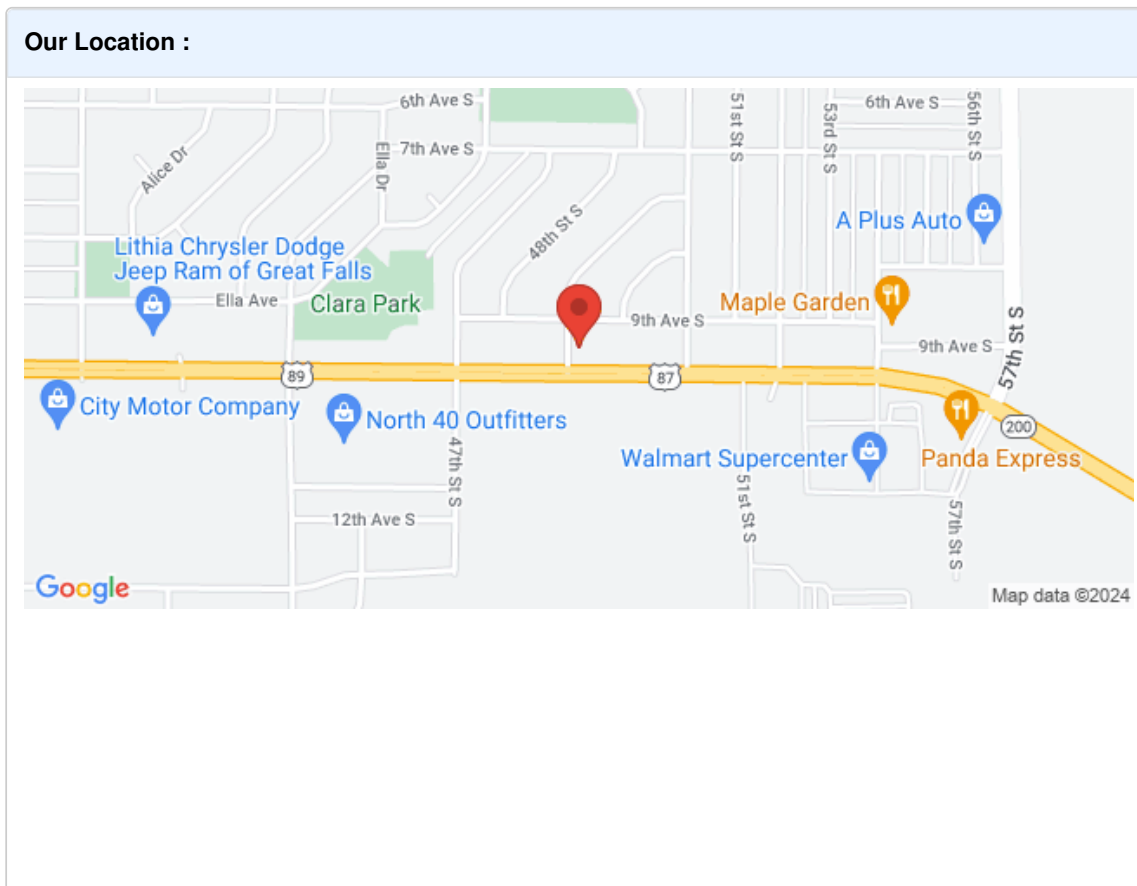 Our Location :
6th Ave S
51st St S
53rd St S
6th Ave S
56th St S
Alice Dr
Ella Dr
7th Ave S
48th St S
A Plus Auto
Lithia Chrysler Dodge
Jeep Ram of Great Falls
Ella Ave
Clara Park
Maple Garden
9th Ave S
9th Ave S
57th St S
89
87
City Motor Company
North 40 Outfitters
200
47th St S
Walmart Supercenter
Panda Express
51st St S
12th Ave S
57th St S
Google
Map data ©2024